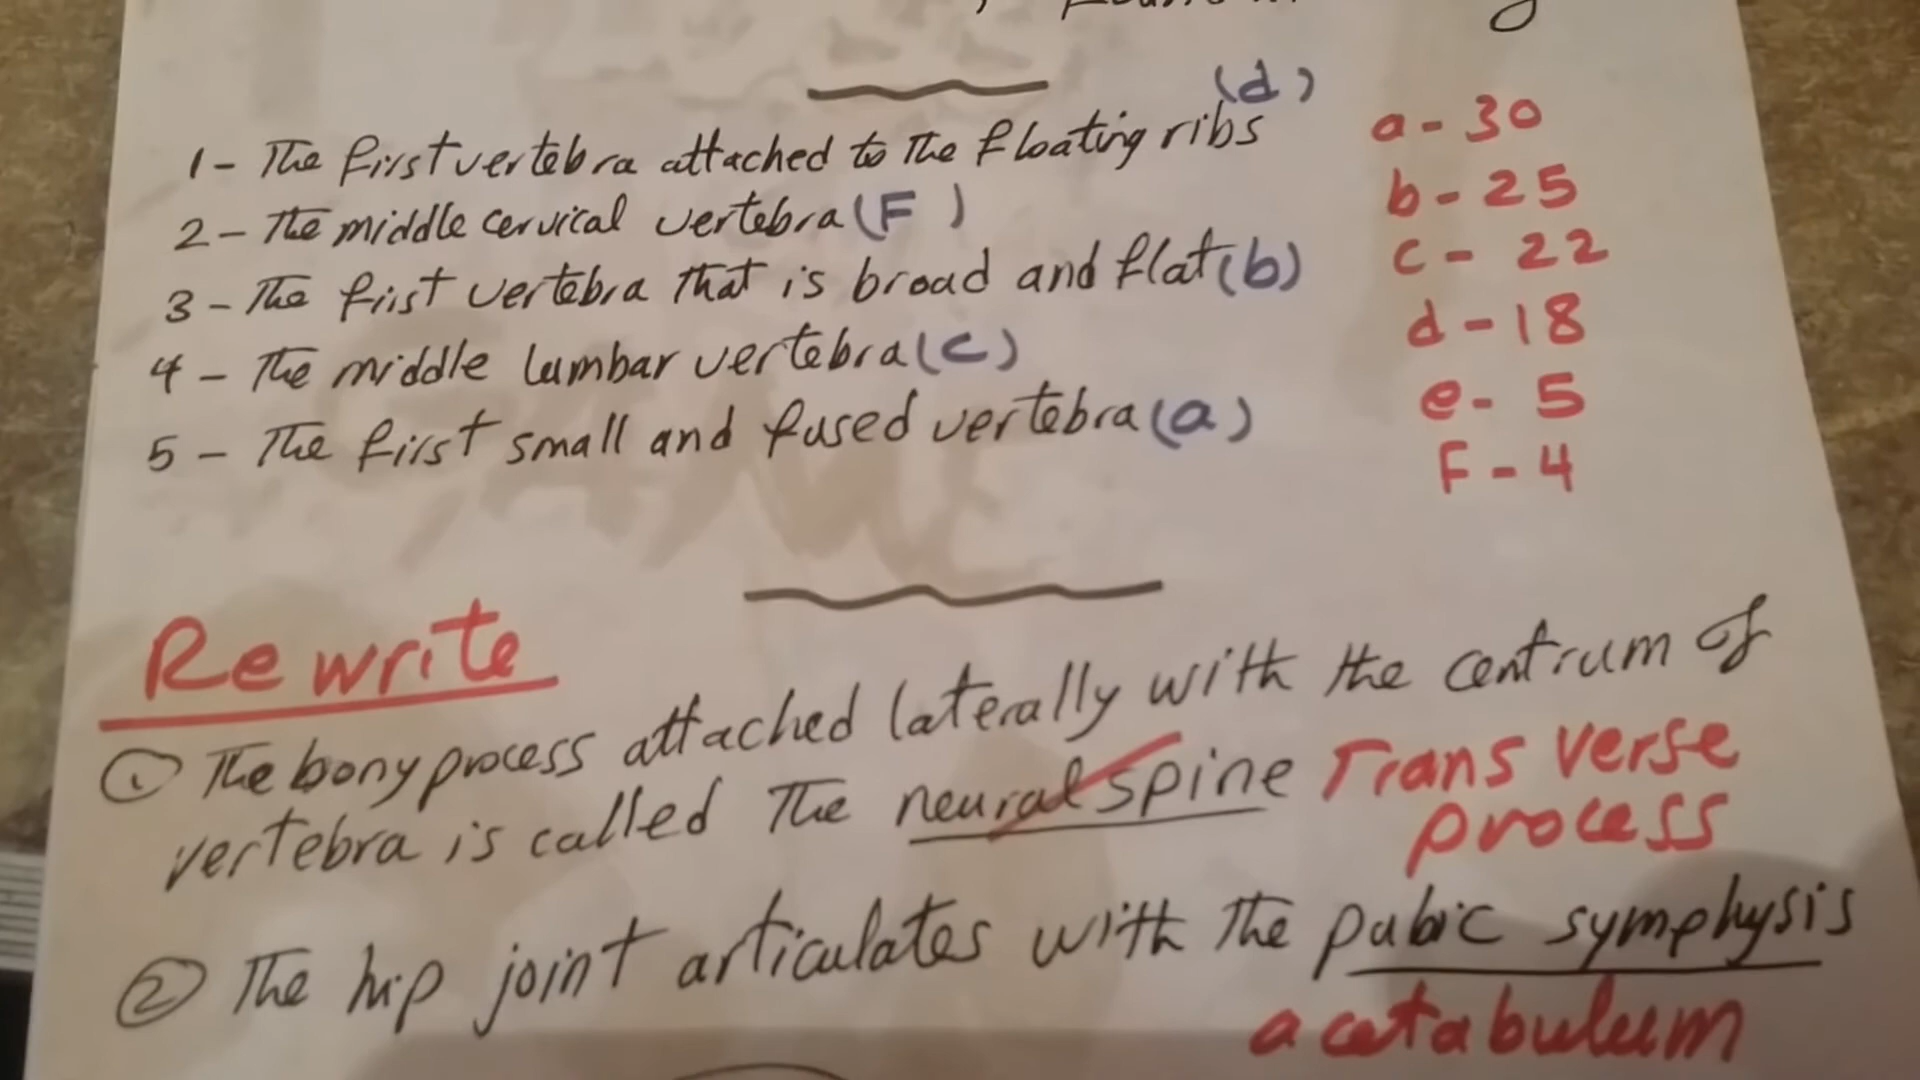 (d)
1- The first vertebra attached to the floating ribs
a - 30
2- The middle cervical vertebra (F)
b - 25
3- The first vertebra that is broad and flat (b)
c - 22
4 - The middle lumbar vertebra (c)
d - 18
5 - The first small and fused vertebra (a)
e - 5
F - 4
Rewrite
① The bony process attached laterally with the centrum of
vertebra is called the neural spine Transverse
process
② The hip joint articulates with the pubic symphysis
acetabulum